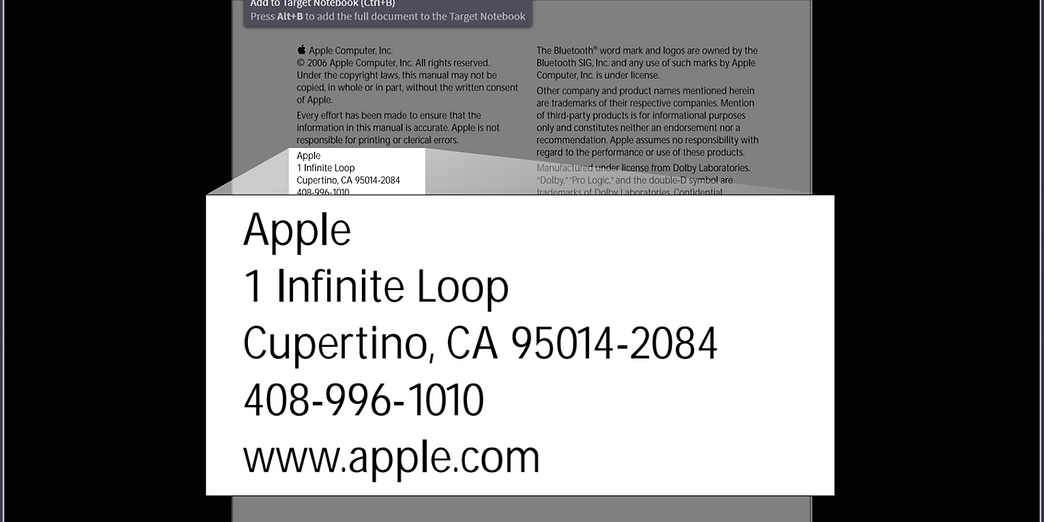 Add to Target Notebook (Ctrl+B)
Press Alt+B to add the full document to the Target Notebook
Apple Computer, Inc.
© 2006 Apple Computer, Inc. All rights reserved.
Under the copyright laws, this manual may not be
copied, in whole or in part, without the written consent
of Apple.
Every effort has been made to ensure that the
information in this manual is accurate. Apple is not
responsible for printing or clerical errors.
Apple
1 Infinite Loop
Cupertino, CA 95014-2084
408-996-1010
The Bluetooth® word mark and logos are owned by the
Bluetooth SIG, Inc. and any use of such marks by Apple
Computer, Inc. is under license.
Other company and product names mentioned herein
are trademarks of their respective companies. Mention
of third-party products is for informational purposes
only and constitutes neither an endorsement nor a
recommendation. Apple assumes no responsibility with
regard to the performance or use of these products.
Manufactured under license from Dolby Laboratories.
“Dolby,” “Pro Logic,” and the double-D symbol are
trademarks of Dolby Laboratories. Confidential
Apple
1 Infinite Loop
Cupertino, CA 95014-2084
408-996-1010
www.apple.com